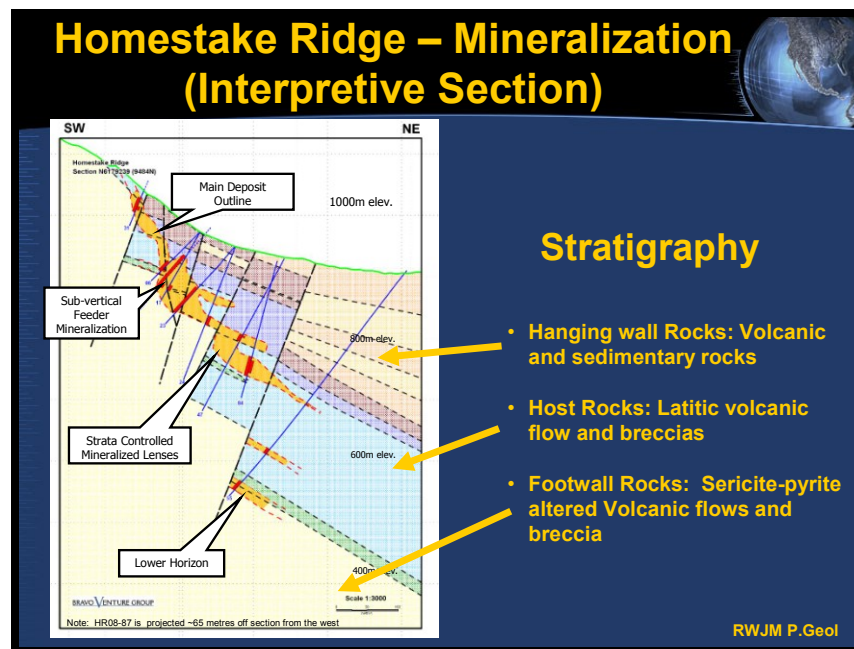 Homestake Ridge – Mineralization
(Interpretive Section)
SW
NE
Homestake Ridge
Main Deposit
Outline
1000m elev.
Sub-vertical
Feeder
Mineralization
800m elev.
Strata Controlled
Mineralized Lenses
600m elev.
Lower Horizon
400m elev.
Scale 1:3000
BRAVO VENTURE GROUP
Note: HR08-87 is projected ~65 metres off section from the west
Stratigraphy
• Hanging wall Rocks: Volcanic
and sedimentary rocks
• Host Rocks: Latitic volcanic
flow and breccias
• Footwall Rocks: Sericite-pyrite
altered Volcanic flows and
breccia
RWJM P.Geol